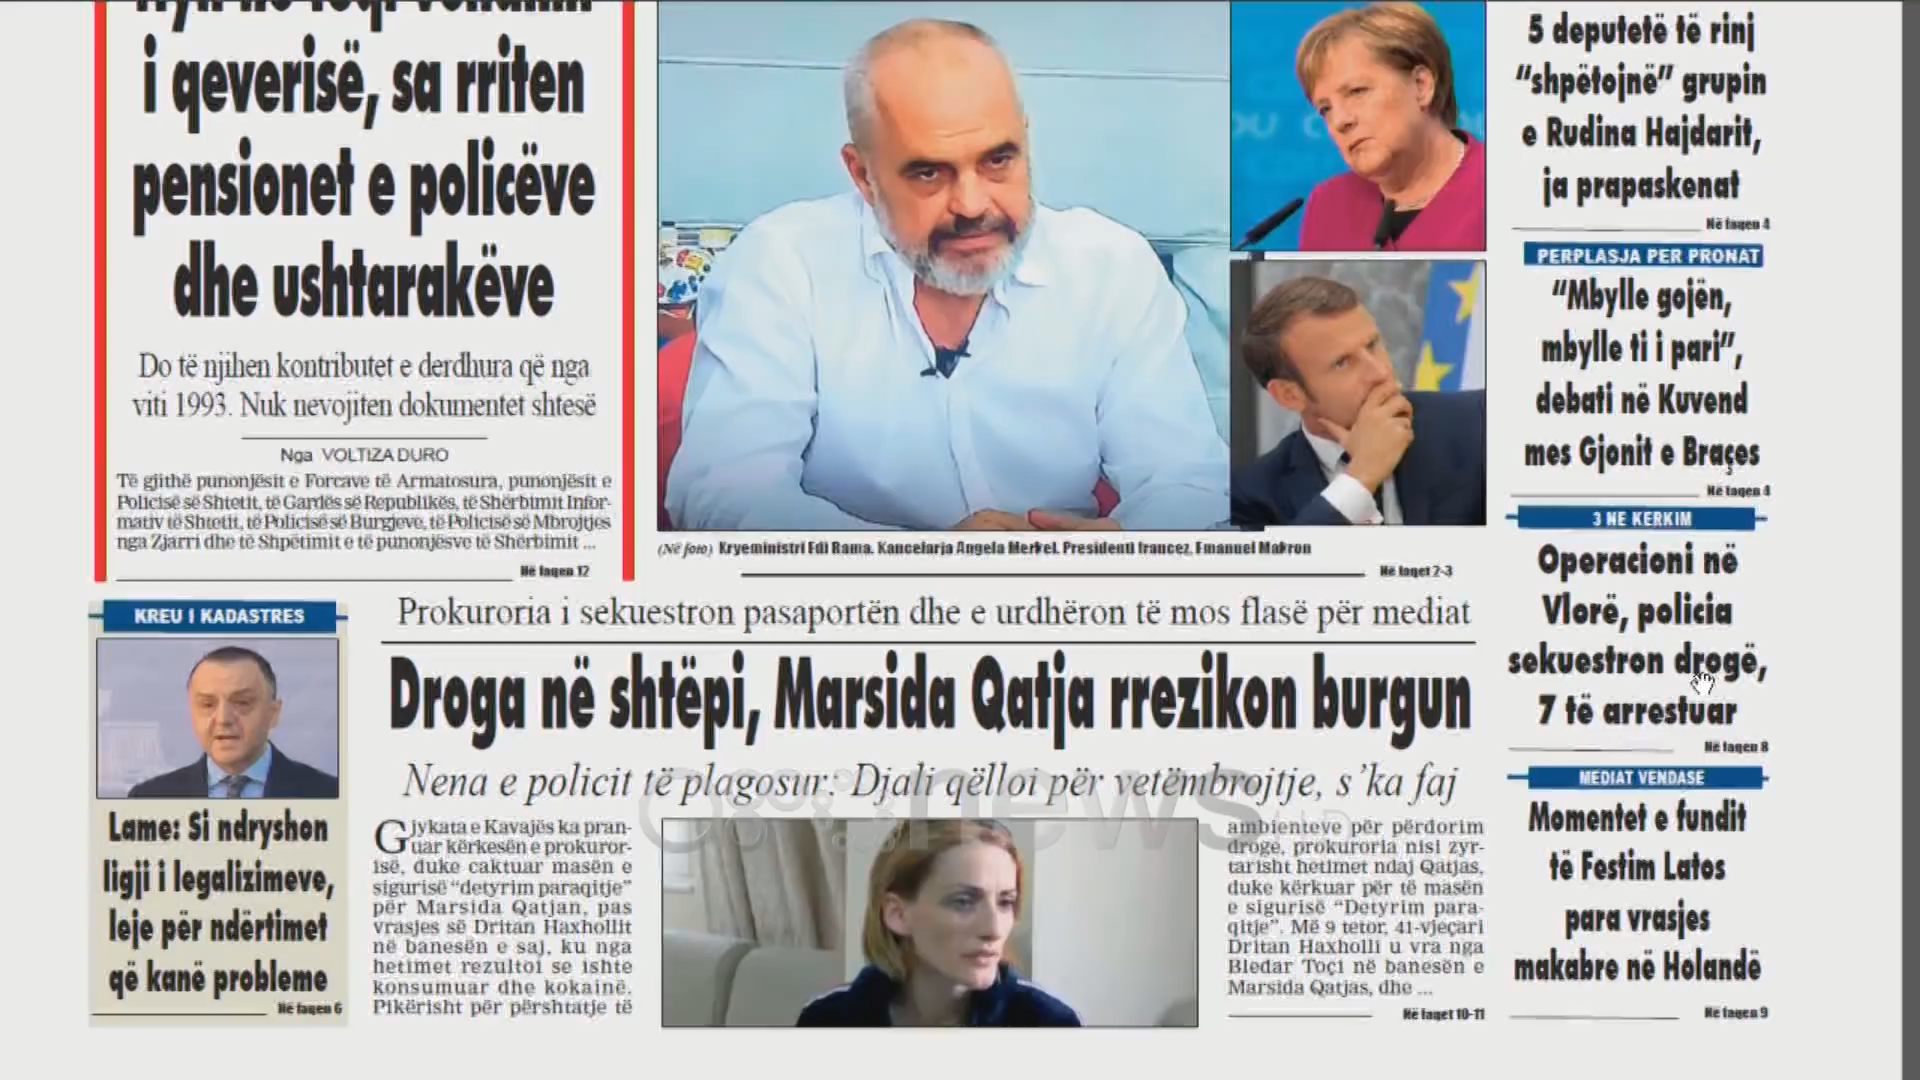 i qeverisë, sa rriten
pensionet e policëve
dhe ushtarakëve
Do të njihen kontributet e derdhura që nga
viti 1993. Nuk nevojiten dokumentet shtesë
Nga VOLTIZA DURO
Të gjithë punonjësit e Forcave të Armatosura, punonjësit e
Policisë së Shtetit, të Gardës së Republikës, të Shërbimit Infor-
mativ të Shtetit, të Policisë së Burgjeve, të Policisë së Mbrojtjes
nga Zjarri dhe të Shpëtimit e të punonjësve të Shërbimit ...
Në faqen 12
(Në foto) Kryeministri Edi Rama, Kancelarja Angela Merkel, Presidenti francez, Emanuel Makron
Në faqet 2-3
5 deputetë të rinj
“shpëtojnë” grupin
e Rudina Hajdarit,
ja prapaskenat
Në faqen 4
PERPLASJA PER PRONAT
“Mbylle gojën,
mbylle ti i pari”,
debati në Kuvend
mes Gjonit e Braçes
Në faqen 4
3 NE KERKIM
Operacioni në
Vlorë, policia
sekuestron drogë,
7 të arrestuar
Në faqen 8
MEDIAT VENDASE
Momentet e fundit
të Festim Latos
para vrasjes
makabre në Holandë
Në faqen 9
KREU I KADASTRES
Lame: Si ndryshon
ligji i legalizimeve,
leje për ndërtimet
që kanë probleme
Në faqen 6
Prokuroria i sekuestron pasaportën dhe e urdhëron të mos flasë për mediat
Droga në shtëpi, Marsida Qatja rrezikon burgun
Nena e policit të plagosur: Djali qëlloi për vetëmbrojtje, s’ka faj
Gjykata e Kavajës ka pran-
uar kërkesën e prokuror-
isë, duke caktuar masën e
sigurisë “detyrim paraqitje”
për Marsida Qatjan, pas
vrasjes së Dritan Haxhollit
në banesën e saj, ku nga
hetimet rezultoi se ishte
konsumuar dhe kokainë.
Pikërisht për përshtatje të
ambienteve për përdorim
droge, prokuroria nisi zyr-
tarisht hetimet ndaj Qatjas,
duke kërkuar për të masën
e sigurisë “Detyrim para-
qitje”. Më 9 tetor, 41-vjeçari
Dritan Haxholli u vra nga
Bledar Toçi në banesën e
Marsida Qatjas, dhe ...
Në faqet 10-11
news